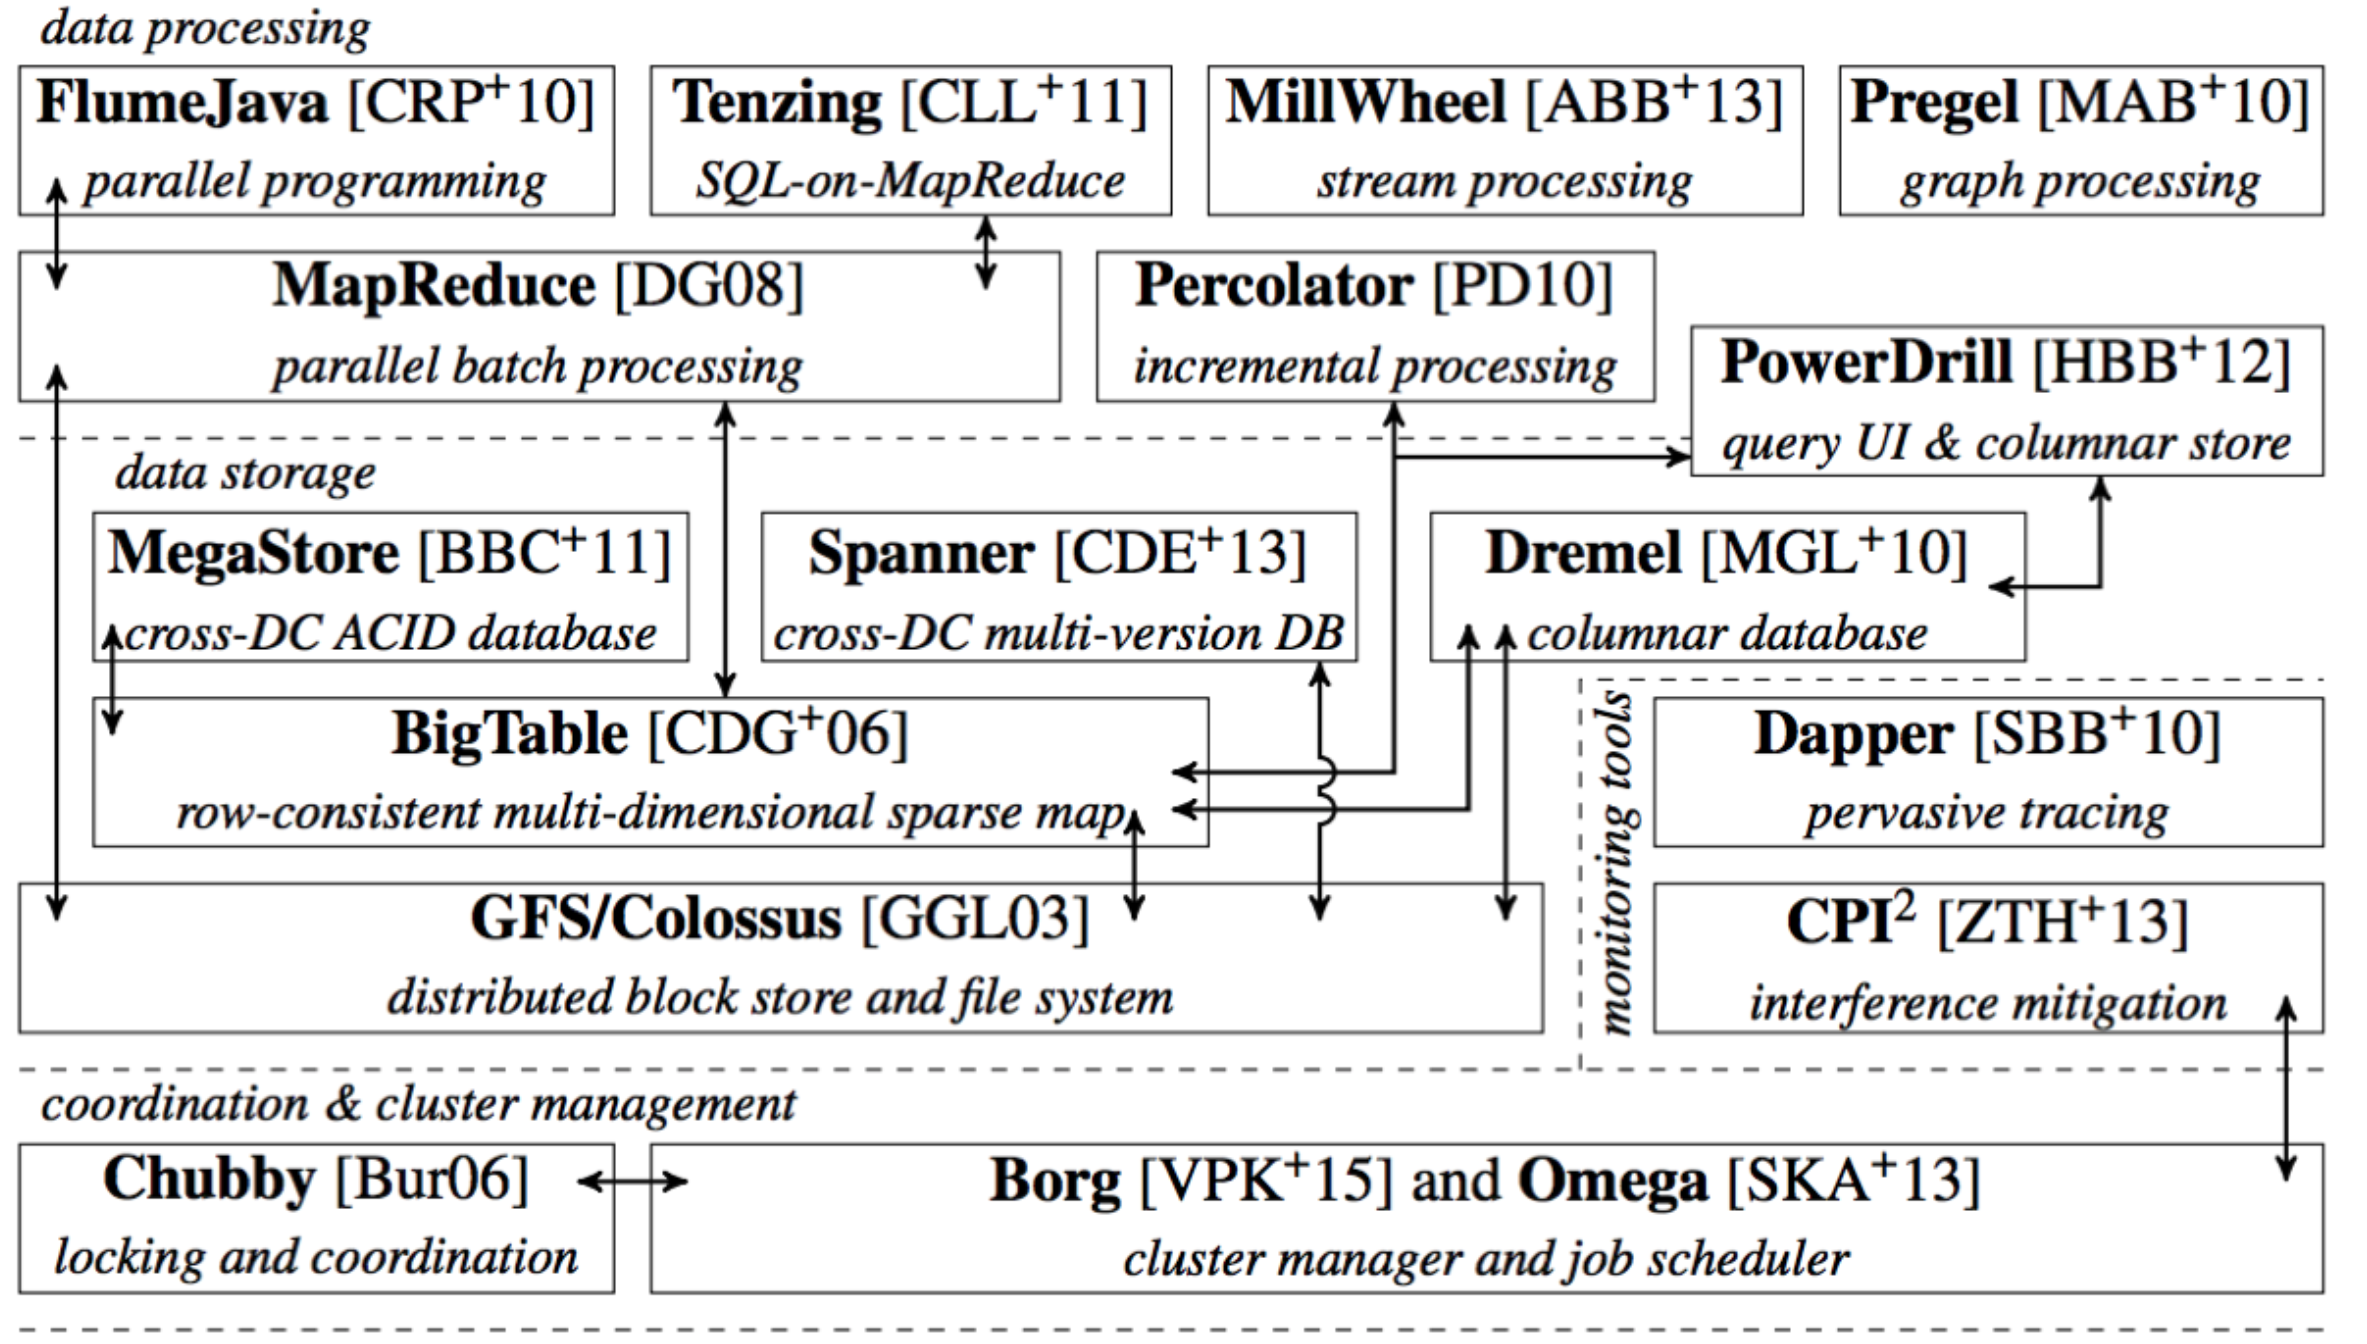 data processing
FlumeJava [CRP+10]
parallel programming
Tenzing [CLL+11]
SQL-on-MapReduce
MillWheel [ABB+13]
stream processing
Pregel [MAB+10]
graph processing
MapReduce [DG08]
parallel batch processing
Percolator [PD10]
incremental processing
PowerDrill [HBB+12]
query UI & columnar store
data storage
MegaStore [BBC+11]
cross-DC ACID database
Spanner [CDE+13]
cross-DC multi-version DB
Dremel [MGL+10]
columnar database
BigTable [CDG+06]
row-consistent multi-dimensional sparse map
monitoring tools
Dapper [SBB+10]
pervasive tracing
GFS/Colossus [GGL03]
distributed block store and file system
CPI² [ZTH+13]
interference mitigation
coordination & cluster management
Chubby [Bur06]
locking and coordination
Borg [VPK+15] and Omega [SKA+13]
cluster manager and job scheduler